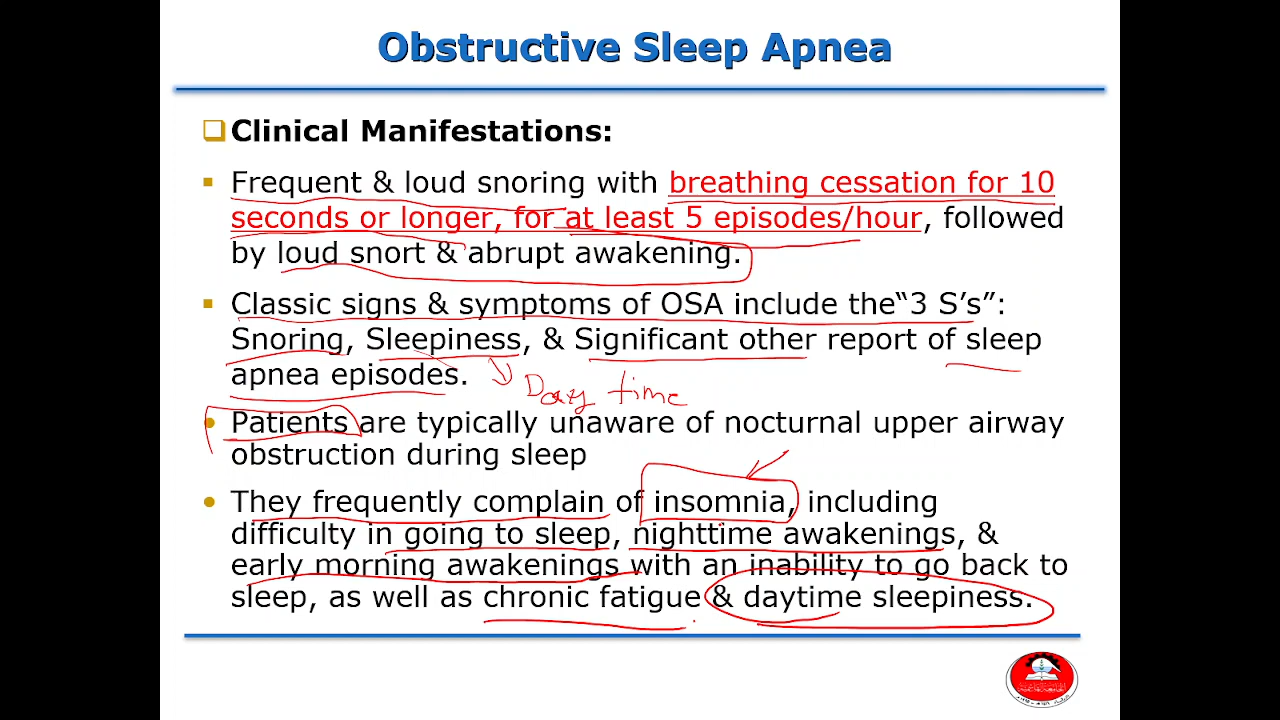 Obstructive Sleep Apnea
Clinical Manifestations:
Frequent & loud snoring with breathing cessation for 10
seconds or longer, for at least 5 episodes/hour, followed
by loud snort & abrupt awakening.
Classic signs & symptoms of OSA include the“3 S’s”:
Snoring, Sleepiness, & Significant other report of sleep
apnea episodes.
Day time
Patients are typically unaware of nocturnal upper airway
obstruction during sleep
They frequently complain of insomnia, including
difficulty in going to sleep, nighttime awakenings, &
early morning awakenings with an inability to go back to
sleep, as well as chronic fatigue & daytime sleepiness.